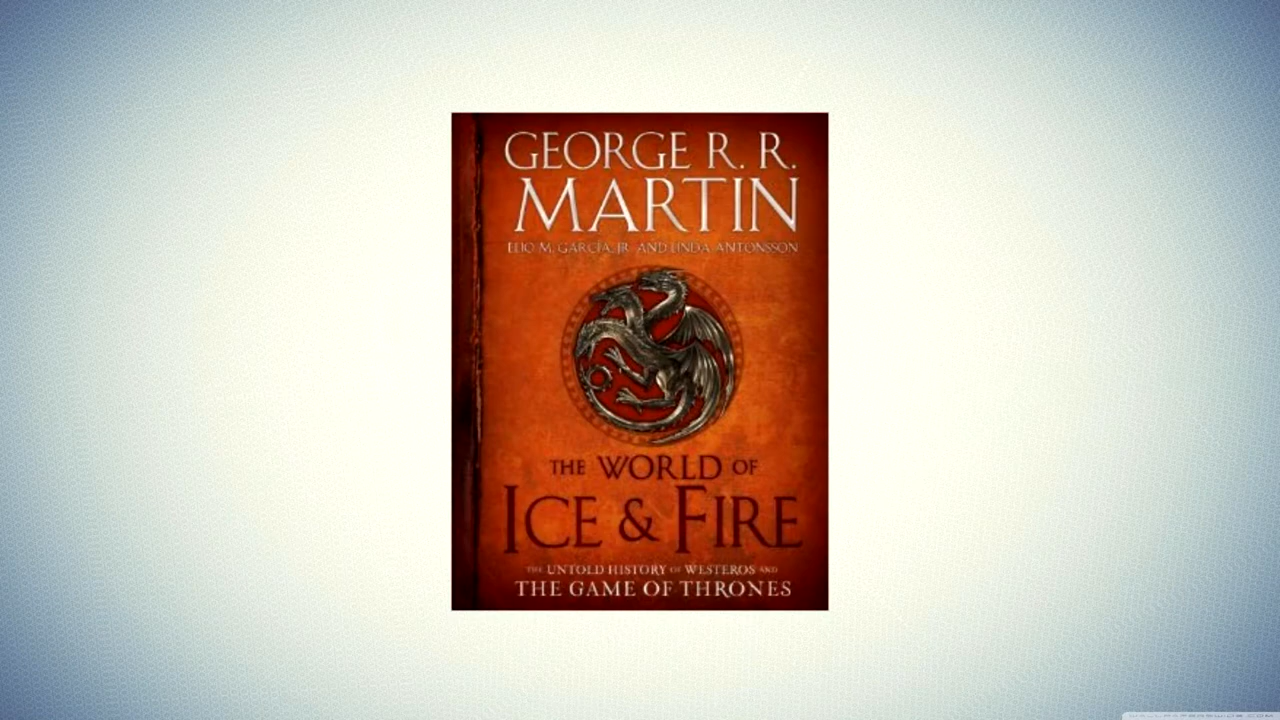 GEORGE R. R.
MARTIN
ELIO M. GARCÍA, JR. AND LINDA ANTONSSON
THE WORLD OF
ICE & FIRE
THE UNTOLD HISTORY OF WESTEROS AND
THE GAME OF THRONES